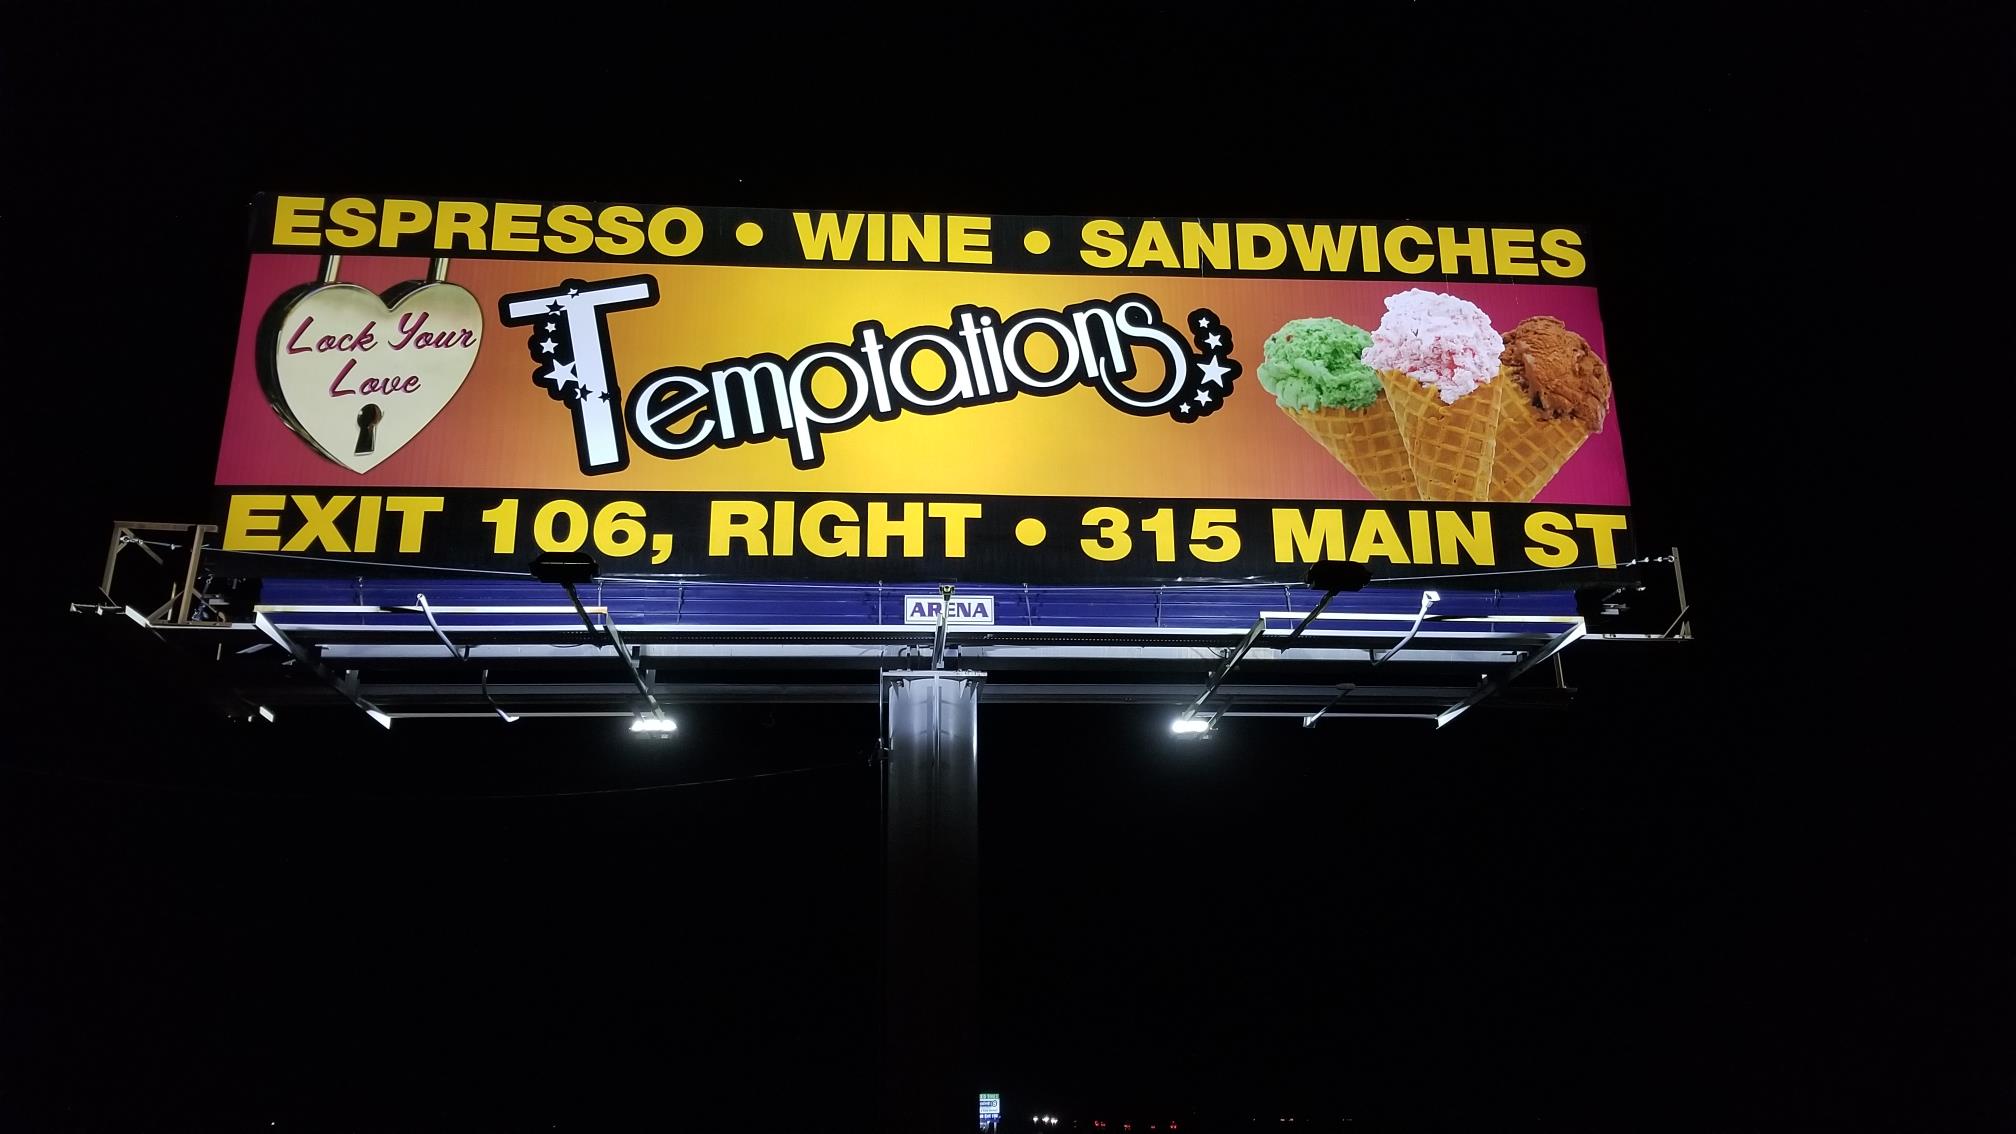 ESPRESSO • WINE • SANDWICHES
Lock Your
Love
Temptations
EXIT 106, RIGHT • 315 MAIN ST
ARENA